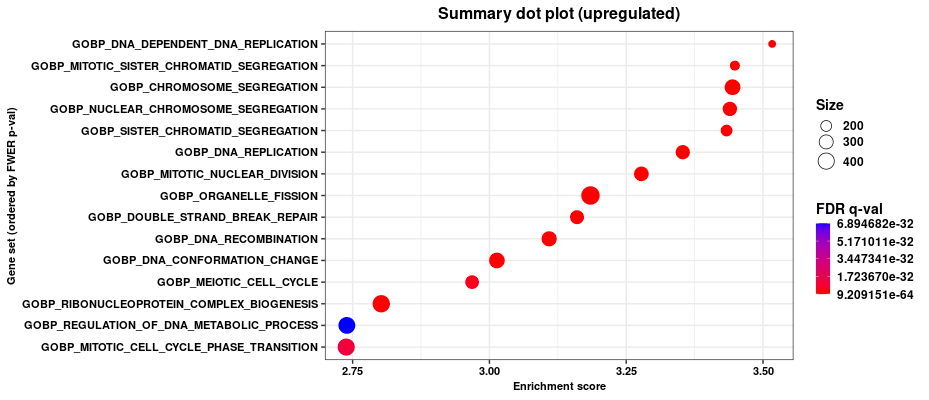 Summary dot plot (upregulated)
Gene set (ordered by FWER p-val)
GOBP_DNA_DEPENDENT_DNA_REPLICATION
GOBP_MITOTIC_SISTER_CHROMATID_SEGREGATION
GOBP_CHROMOSOME_SEGREGATION
GOBP_NUCLEAR_CHROMOSOME_SEGREGATION
GOBP_SISTER_CHROMATID_SEGREGATION
GOBP_DNA_REPLICATION
GOBP_MITOTIC_NUCLEAR_DIVISION
GOBP_ORGANELLE_FISSION
GOBP_DOUBLE_STRAND_BREAK_REPAIR
GOBP_DNA_RECOMBINATION
GOBP_DNA_CONFORMATION_CHANGE
GOBP_MEIOTIC_CELL_CYCLE
GOBP_RIBONUCLEOPROTEIN_COMPLEX_BIOGENESIS
GOBP_REGULATION_OF_DNA_METABOLIC_PROCESS
GOBP_MITOTIC_CELL_CYCLE_PHASE_TRANSITION
2.75 3.00 3.25 3.50
Enrichment score
Size
200
300
400
FDR q-val
6.894682e-32
5.171011e-32
3.447341e-32
1.723670e-32
9.209151e-64